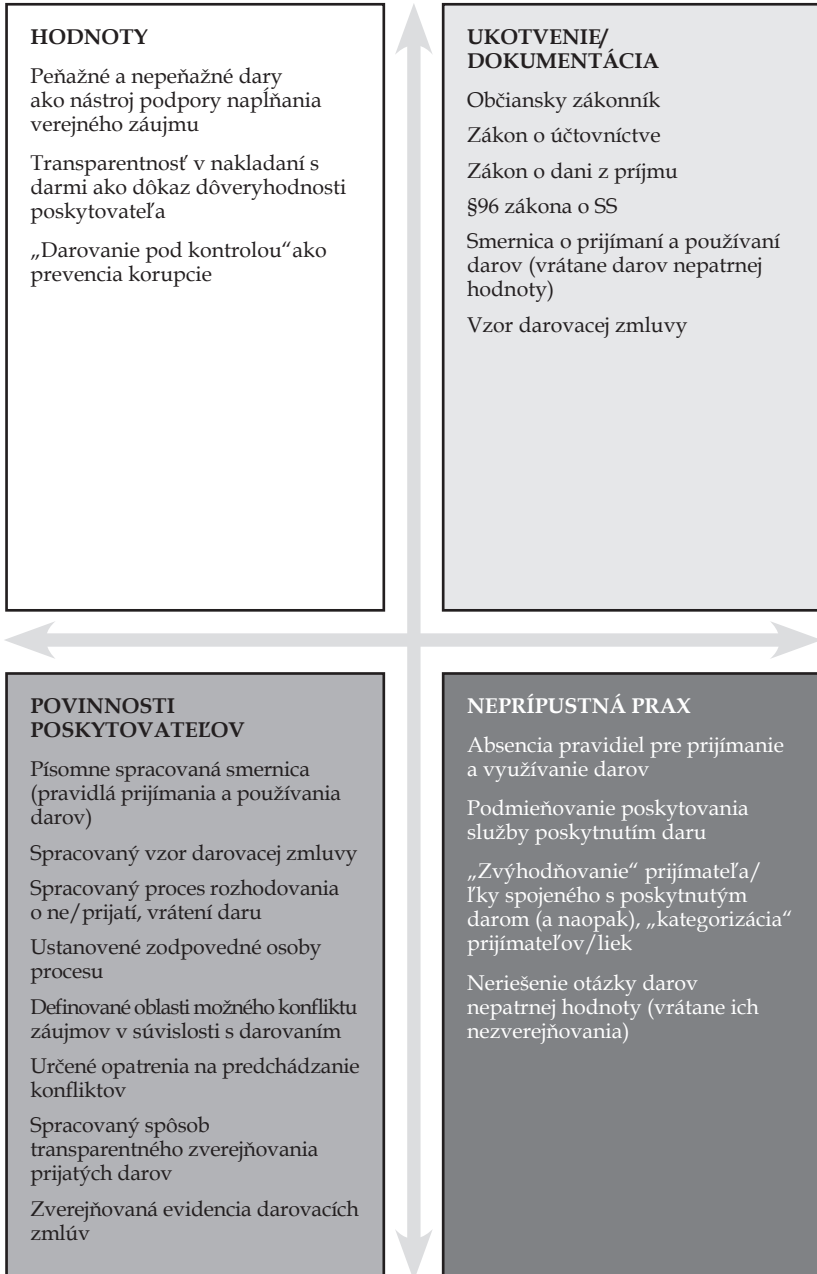 HODNOTY
Peňažné a nepeňažné dary
ako nástroj podpory napĺňania
verejného záujmu
Transparentnosť v nakladaní s
darmi ako dôkaz dôveryhodnosti
poskytovateľa
„Darovanie pod kontrolou“ako
prevencia korupcie
UKOTVENIE/
DOKUMENTÁCIA
Občiansky zákonník
Zákon o účtovníctve
Zákon o dani z príjmu
§96 zákona o SS
Smernica o prijímaní a používaní
darov (vrátane darov nepatrnej
hodnoty)
Vzor darovacej zmluvy
POVINNOSTI
POSKYTOVATEĽOV
Písomne spracovaná smernica
(pravidlá prijímania a používania
darov)
Spracovaný vzor darovacej zmluvy
Spracovaný proces rozhodovania
o ne/prijatí, vrátení daru
Ustanovené zodpovedné osoby
procesu
Definované oblasti možného konfliktu
záujmov v súvislosti s darovaním
Určené opatrenia na predchádzanie
konfliktov
Spracovaný spôsob
transparentného zverejňovania
prijatých darov
Zverejňovaná evidencia darovacích
zmlúv
NEPRÍPUSTNÁ PRAX
Absencia pravidiel pre prijímanie
a využívanie darov
Podmieňovanie poskytovania
služby poskytnutím daru
„Zvýhodňovanie“ prijímateľa/
ľky spojeného s poskytnutým
darom (a naopak), „kategorizácia“
prijímateľov/liek
Neriešenie otázky darov
nepatrnej hodnoty (vrátane ich
nezverejňovania)